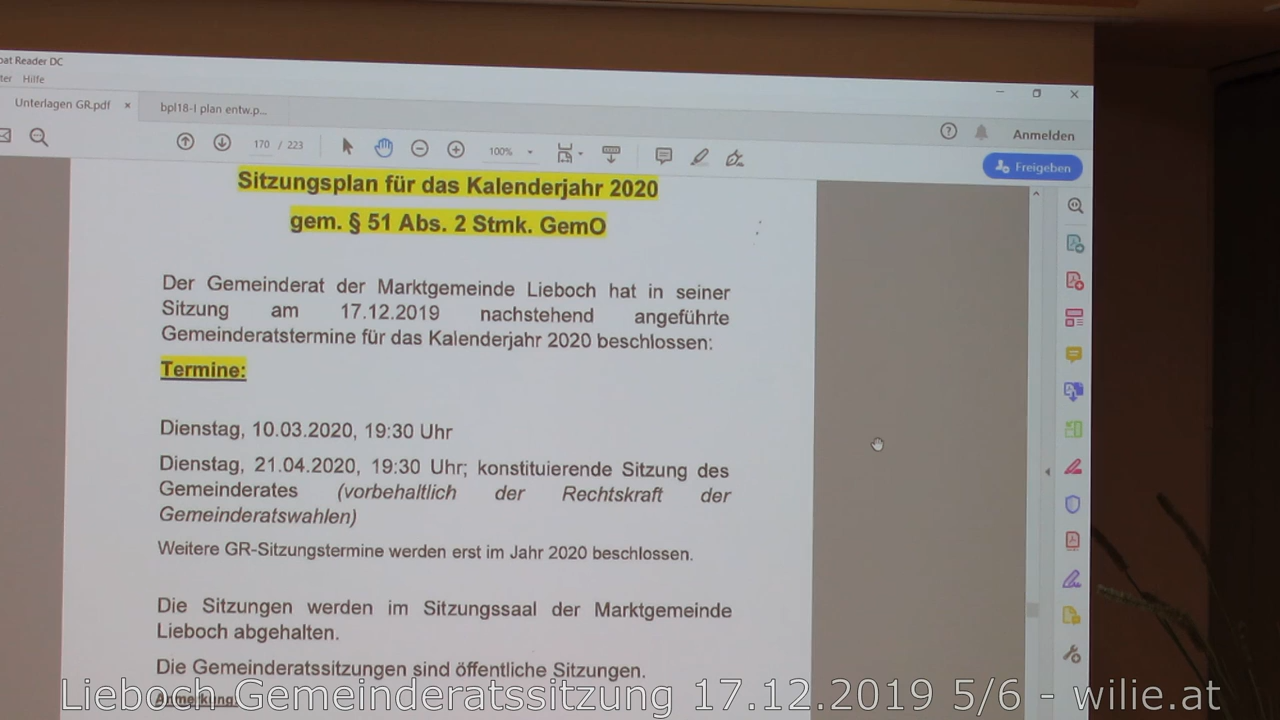 bat Reader DC
ter Hilfe
Unterlagen GR.pdf × bpl18-I plan entw.p...
170 / 223 100% Anmelden
Freigeben
Sitzungsplan für das Kalenderjahr 2020
gem. § 51 Abs. 2 Stmk. GemO
Der Gemeinderat der Marktgemeinde Lieboch hat in seiner
Sitzung am 17.12.2019 nachstehend angeführte
Gemeinderatstermine für das Kalenderjahr 2020 beschlossen:
Termine:
Dienstag, 10.03.2020, 19:30 Uhr
Dienstag, 21.04.2020, 19:30 Uhr; konstituierende Sitzung des
Gemeinderates (vorbehaltlich der Rechtskraft der
Gemeinderatswahlen)
Weitere GR-Sitzungstermine werden erst im Jahr 2020 beschlossen.
Die Sitzungen werden im Sitzungssaal der Marktgemeinde
Lieboch abgehalten.
Die Gemeinderatssitzungen sind öffentliche Sitzungen.
Anmerkung:
Lieboch Gemeinderatssitzung 17.12.2019 5/6 - wilie.at